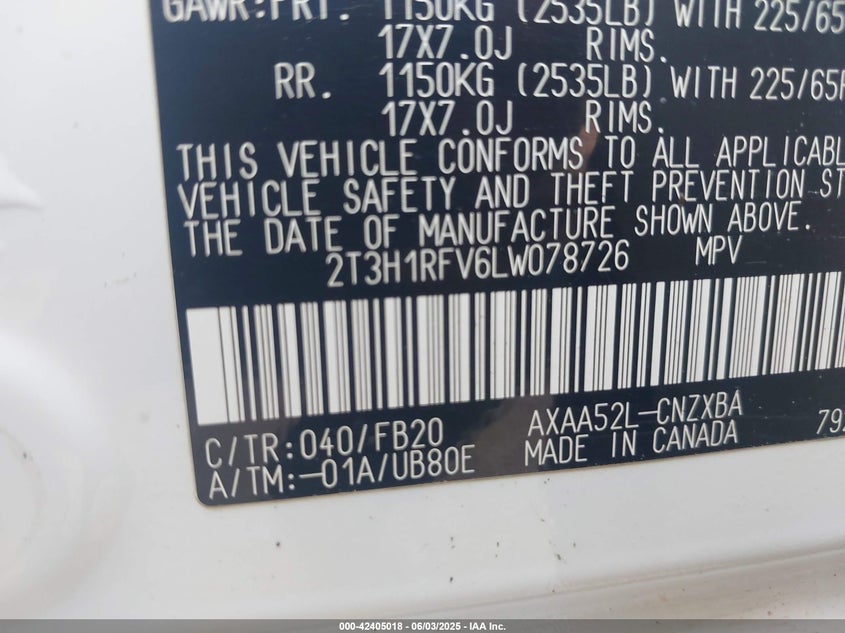 GAWR:FRT. 1150KG (2535LB) WITH 225/65
17X7.0J RIMS.
RR. 1150KG (2535LB) WITH 225/65
17X7.0J RIMS.
THIS VEHICLE CONFORMS TO ALL APPLICABL
VEHICLE SAFETY AND THEFT PREVENTION ST
THE DATE OF MANUFACTURE SHOWN ABOVE.
2T3H1RFV6LW078726 MPV
C/TR:040/FB20 AXAA52L-CNZXBA 792
A/TM:-01A/UB80E MADE IN CANADA
000-42405018 - 06/03/2025 - IAA Inc.